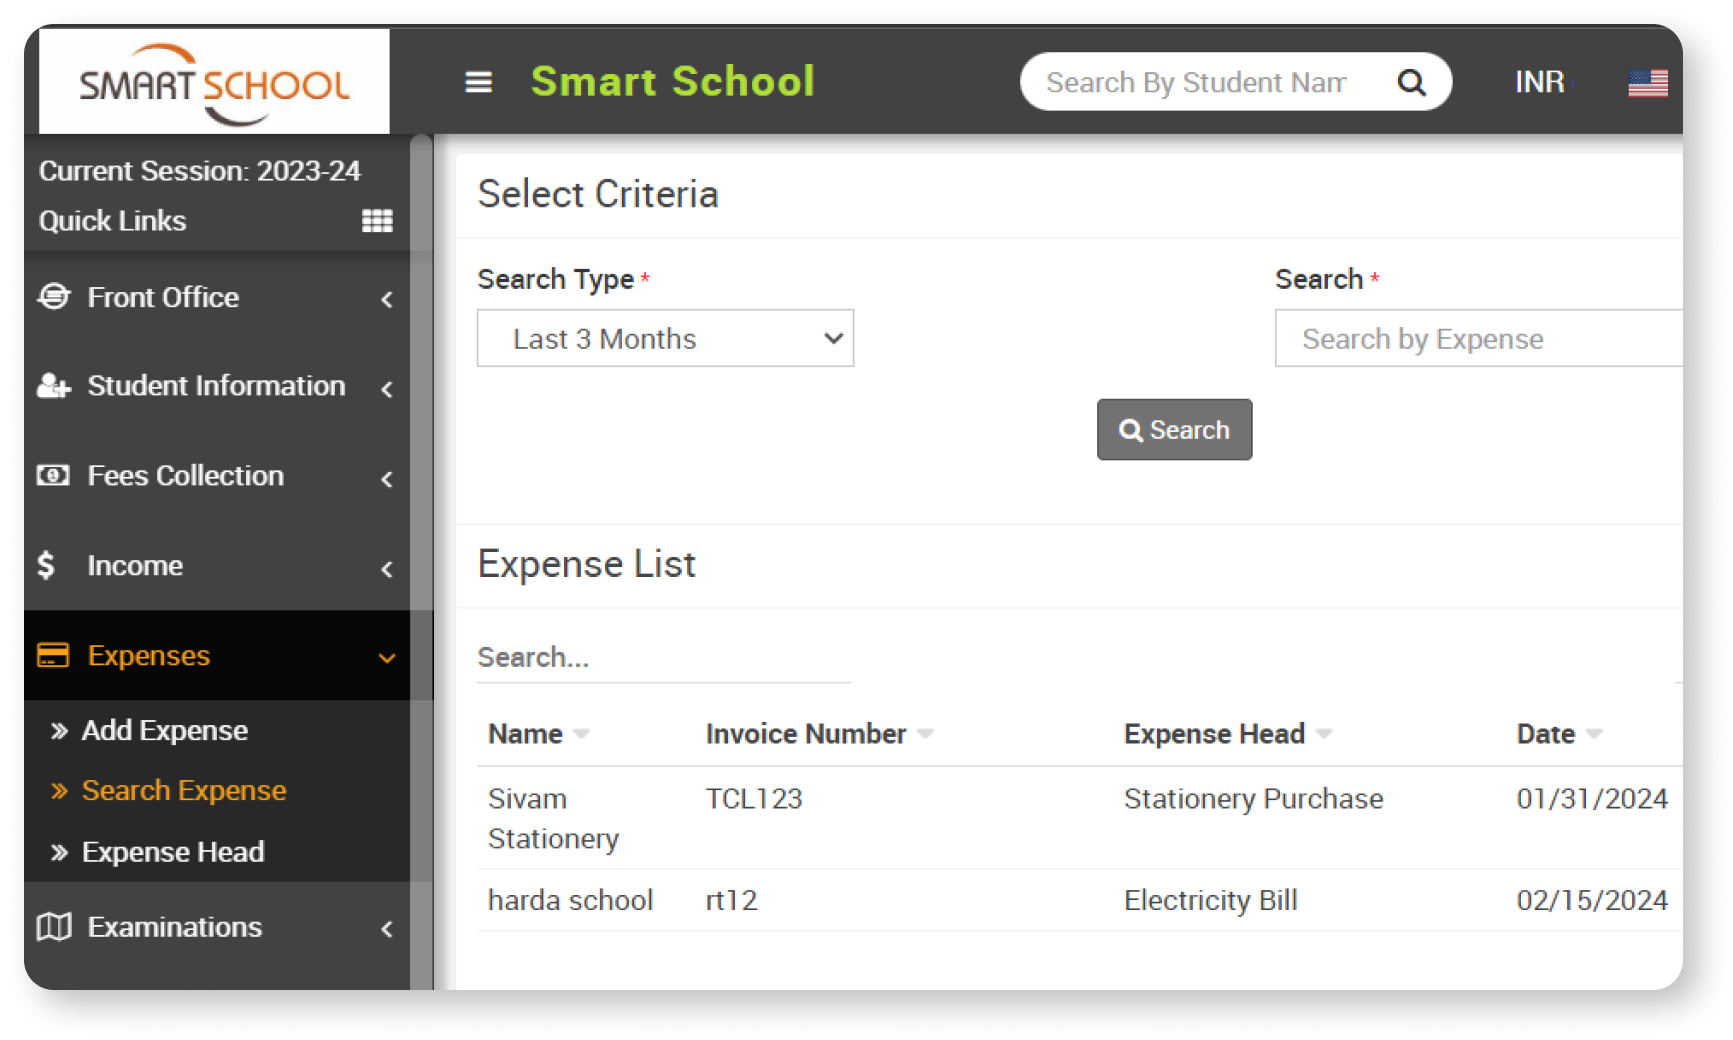 SMART SCHOOL
Smart School
Search By Student Nam
INR
Current Session: 2023-24
Quick Links
Front Office
Student Information
Fees Collection
$ Income
Expenses
» Add Expense
» Search Expense
» Expense Head
Examinations
Select Criteria
Search Type * Search *
Last 3 Months Search by Expense
Search
Expense List
Search...
Name Invoice Number Expense Head Date
Sivam TCL123 Stationery Purchase 01/31/2024
Stationery
harda school rt12 Electricity Bill 02/15/2024